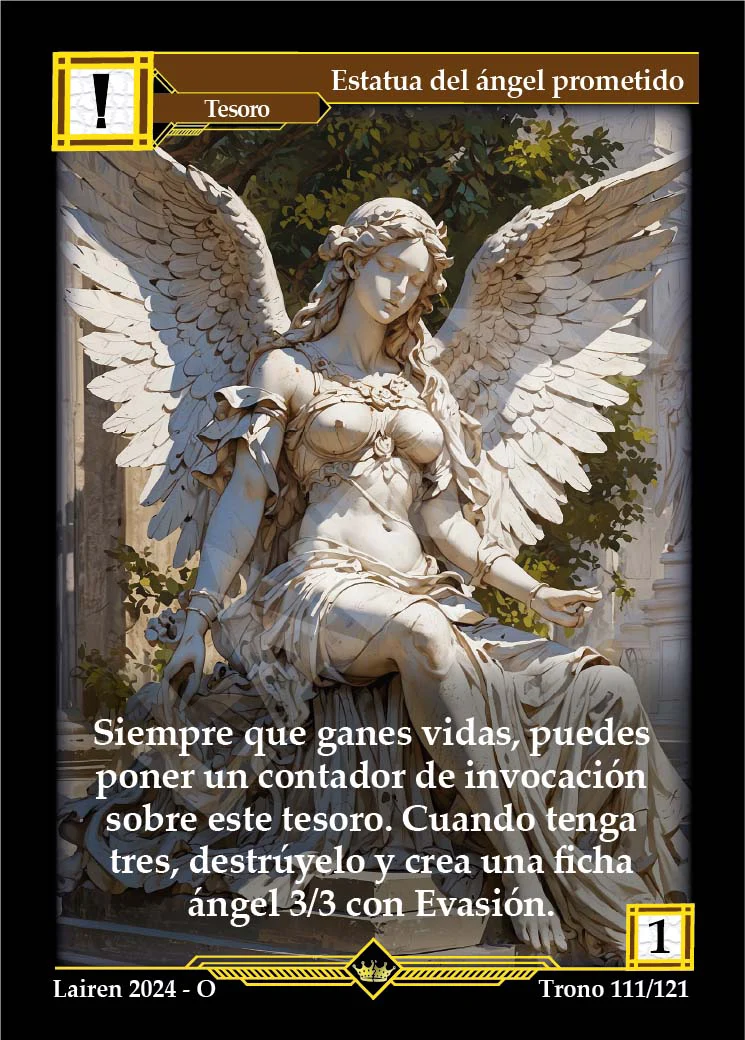 !
Estatua del ángel prometido
Tesoro
Siempre que ganes vidas, puedes
poner un contador de invocación
sobre este tesoro. Cuando tenga
tres, destrúyelo y crea una ficha
ángel 3/3 con Evasión.
1
Lairen 2024 - O
Trono 111/121